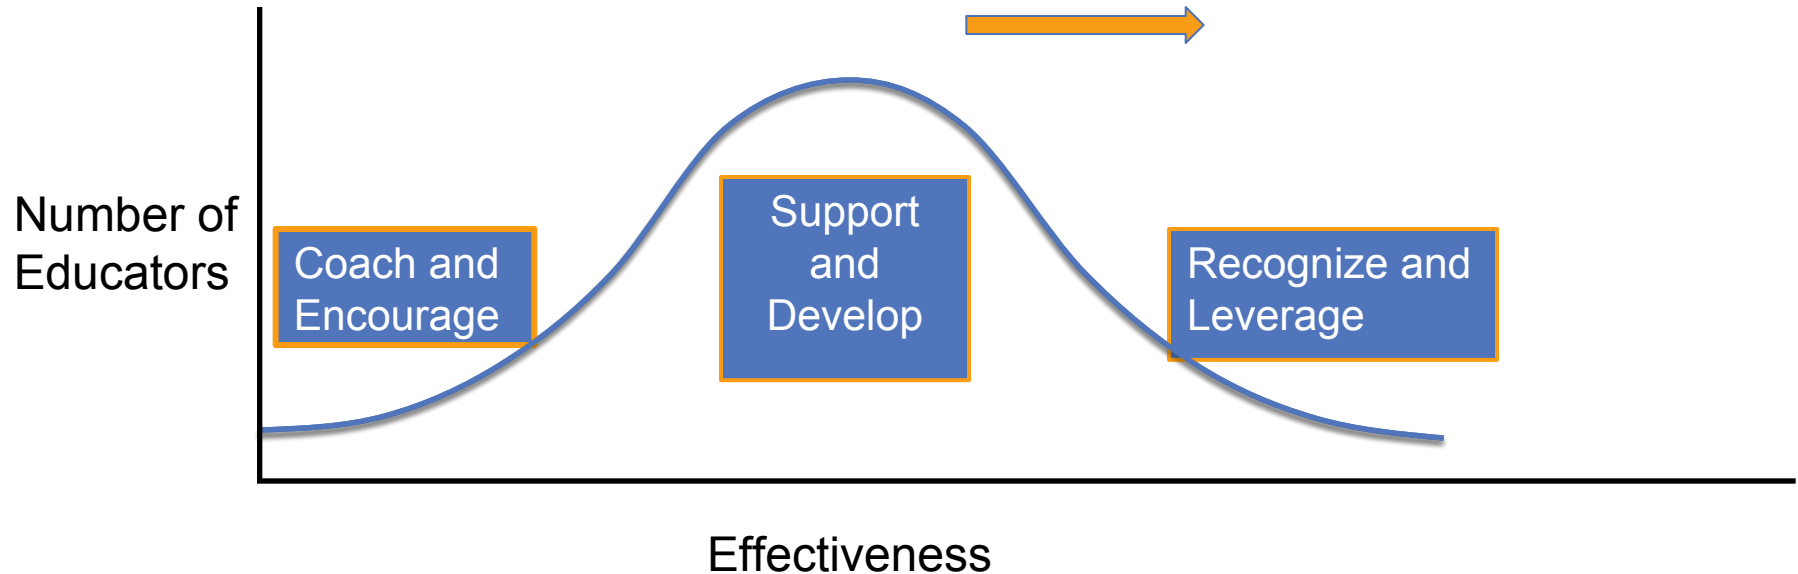 Number of
Educators
Coach and
Encourage
Support
and
Develop
Recognize and
Leverage
Effectiveness